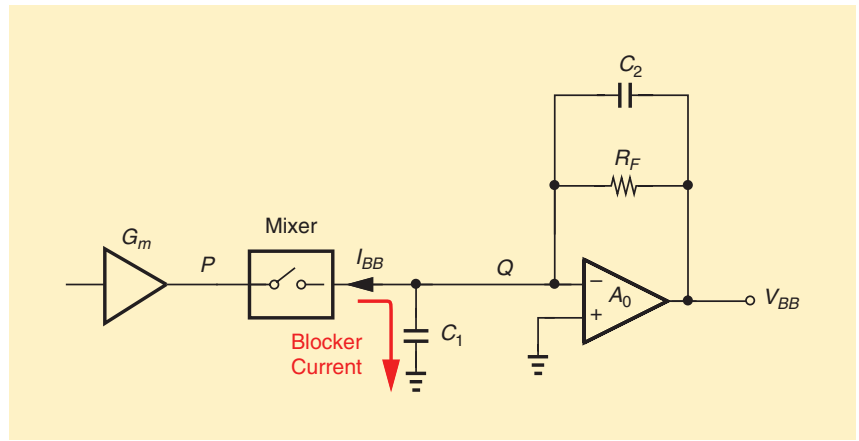 C2
RF
Mixer
Gm
P
IBB
Q
−
A0
+
VBB
C1
Blocker
Current